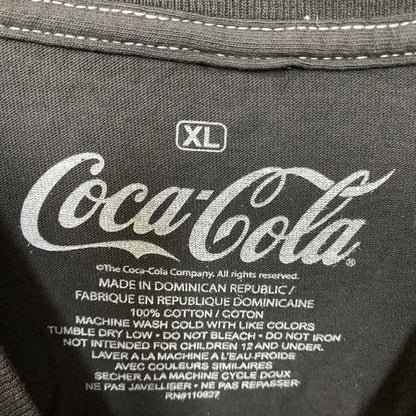 XL
Coca-Cola®
©The Coca-Cola Company. All rights reserved.
MADE IN DOMINICAN REPUBLIC /
FABRIQUE EN REPUBLIQUE DOMINICAINE
100% COTTON / COTON
MACHINE WASH COLD WITH LIKE COLORS
TUMBLE DRY LOW • DO NOT BLEACH • DO NOT IRON
NOT INTENDED FOR CHILDREN 12 AND UNDER.
LAVER A LA MACHINE A L'EAU-FROIDE
AVEC COULEURS SIMILAIRES
SÉCHER A LA MACHINE CYCLE DOUX
NE PAS JAVELLISER • NE PAS REPASSER
RN#110927